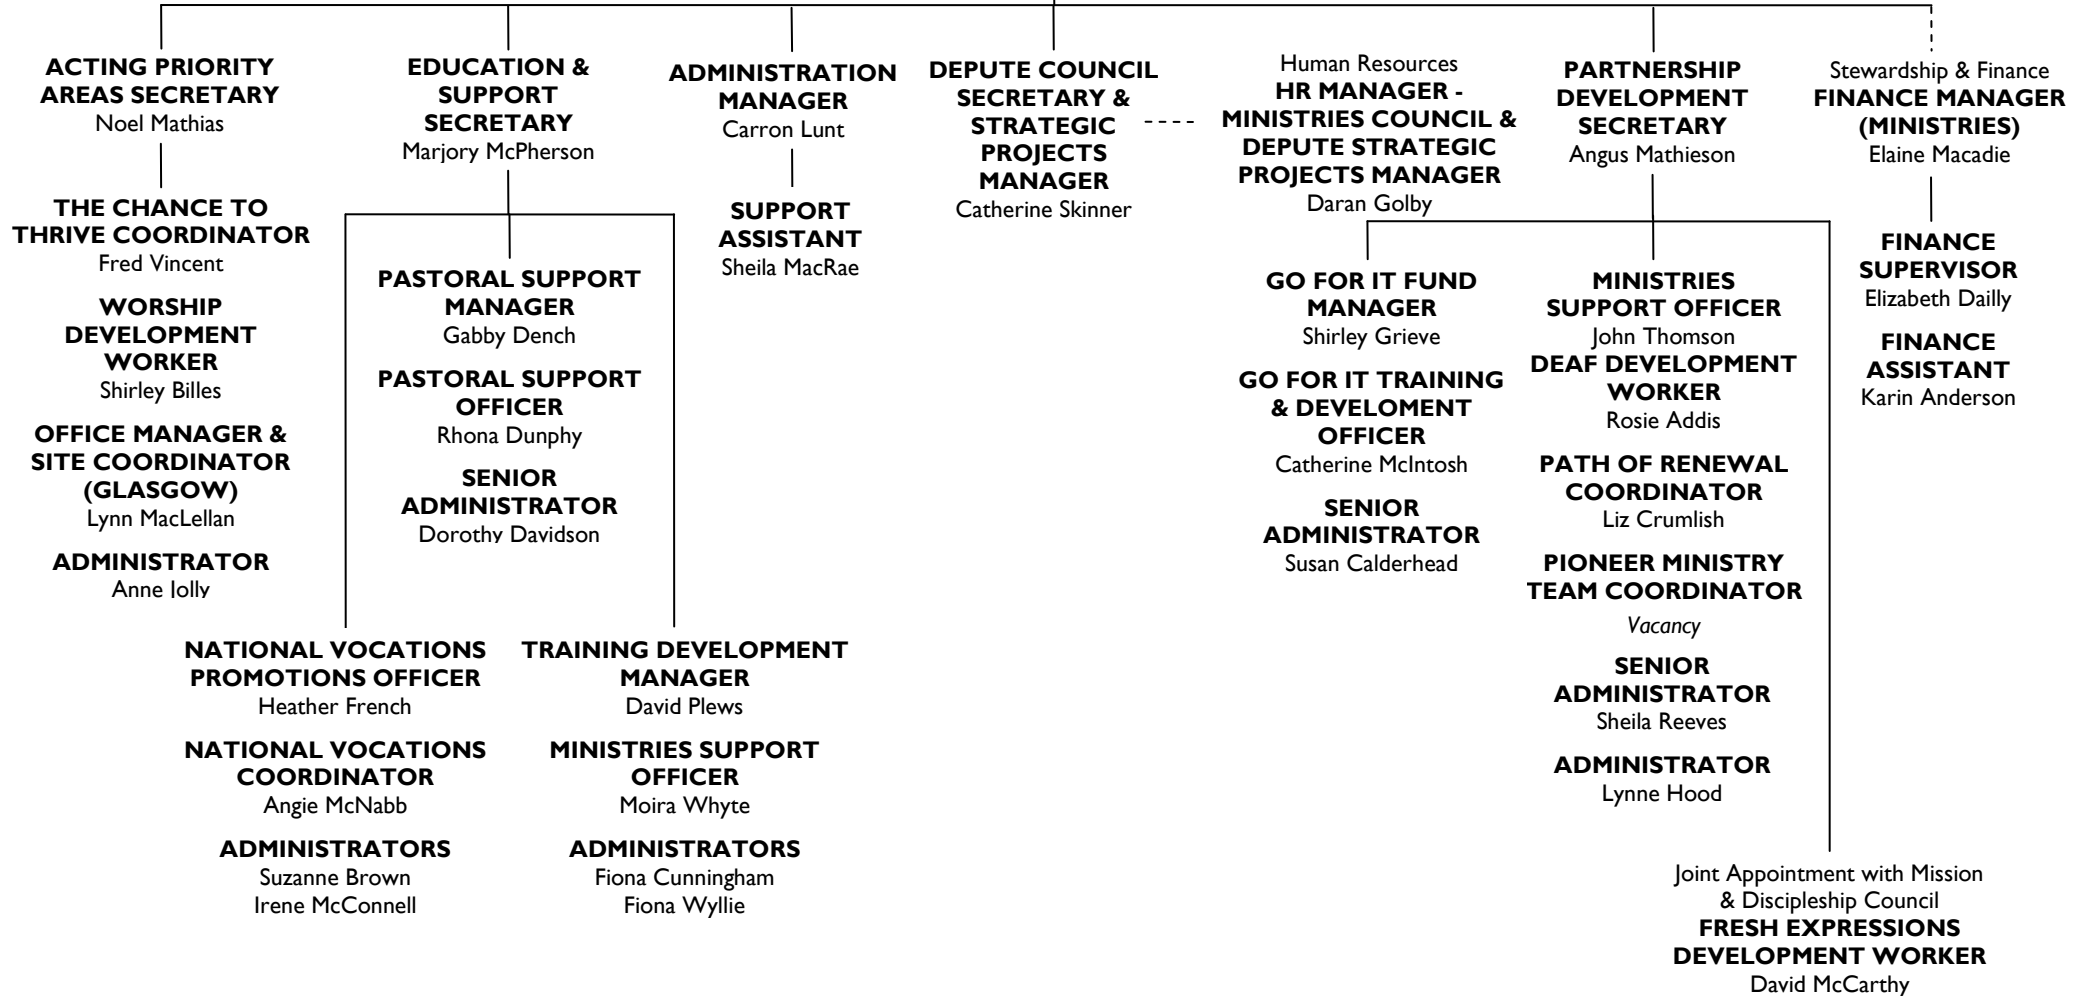 ACTING PRIORITY
AREAS SECRETARY
Noel Mathias
THE CHANCE TO
THRIVE COORDINATOR
Fred Vincent
WORSHIP
DEVELOPMENT
WORKER
Shirley Billes
OFFICE MANAGER &
SITE COORDINATOR
(GLASGOW)
Lynn MacLellan
ADMINISTRATOR
Anne Jolly
EDUCATION &
SUPPORT
SECRETARY
Marjory McPherson
PASTORAL SUPPORT
MANAGER
Gabby Dench
PASTORAL SUPPORT
OFFICER
Rhona Dunphy
SENIOR
ADMINISTRATOR
Dorothy Davidson
NATIONAL VOCATIONS
PROMOTIONS OFFICER
Heather French
NATIONAL VOCATIONS
COORDINATOR
Angie McNabb
ADMINISTRATORS
Suzanne Brown
Irene McConnell
TRAINING DEVELOPMENT
MANAGER
David Plews
MINISTRIES SUPPORT
OFFICER
Moira Whyte
ADMINISTRATORS
Fiona Cunningham
Fiona Wyllie
ADMINISTRATION
MANAGER
Carron Lunt
SUPPORT
ASSISTANT
Sheila MacRae
DEPUTE COUNCIL
SECRETARY &
STRATEGIC
PROJECTS
MANAGER
Catherine Skinner
Human Resources
HR MANAGER -
MINISTRIES COUNCIL &
DEPUTE STRATEGIC
PROJECTS MANAGER
Daran Golby
PARTNERSHIP
DEVELOPMENT
SECRETARY
Angus Mathieson
GO FOR IT FUND
MANAGER
Shirley Grieve
GO FOR IT TRAINING
& DEVELOMENT
OFFICER
Catherine McIntosh
SENIOR
ADMINISTRATOR
Susan Calderhead
MINISTRIES
SUPPORT OFFICER
John Thomson
DEAF DEVELOPMENT
WORKER
Rosie Addis
PATH OF RENEWAL
COORDINATOR
Liz Crumlish
PIONEER MINISTRY
TEAM COORDINATOR
Vacancy
SENIOR
ADMINISTRATOR
Sheila Reeves
ADMINISTRATOR
Lynne Hood
Joint Appointment with Mission
& Discipleship Council
FRESH EXPRESSIONS
DEVELOPMENT WORKER
David McCarthy
Stewardship & Finance
FINANCE MANAGER
(MINISTRIES)
Elaine Macadie
FINANCE
SUPERVISOR
Elizabeth Dailly
FINANCE
ASSISTANT
Karin Anderson